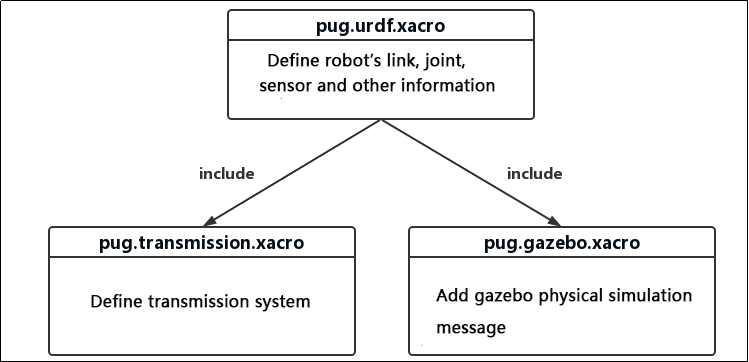 pug.urdf.xacro
Define robot's link, joint,
sensor and other information
include
include
pug.transmission.xacro
Define transmission system
pug.gazebo.xacro
Add gazebo physical simulation
message